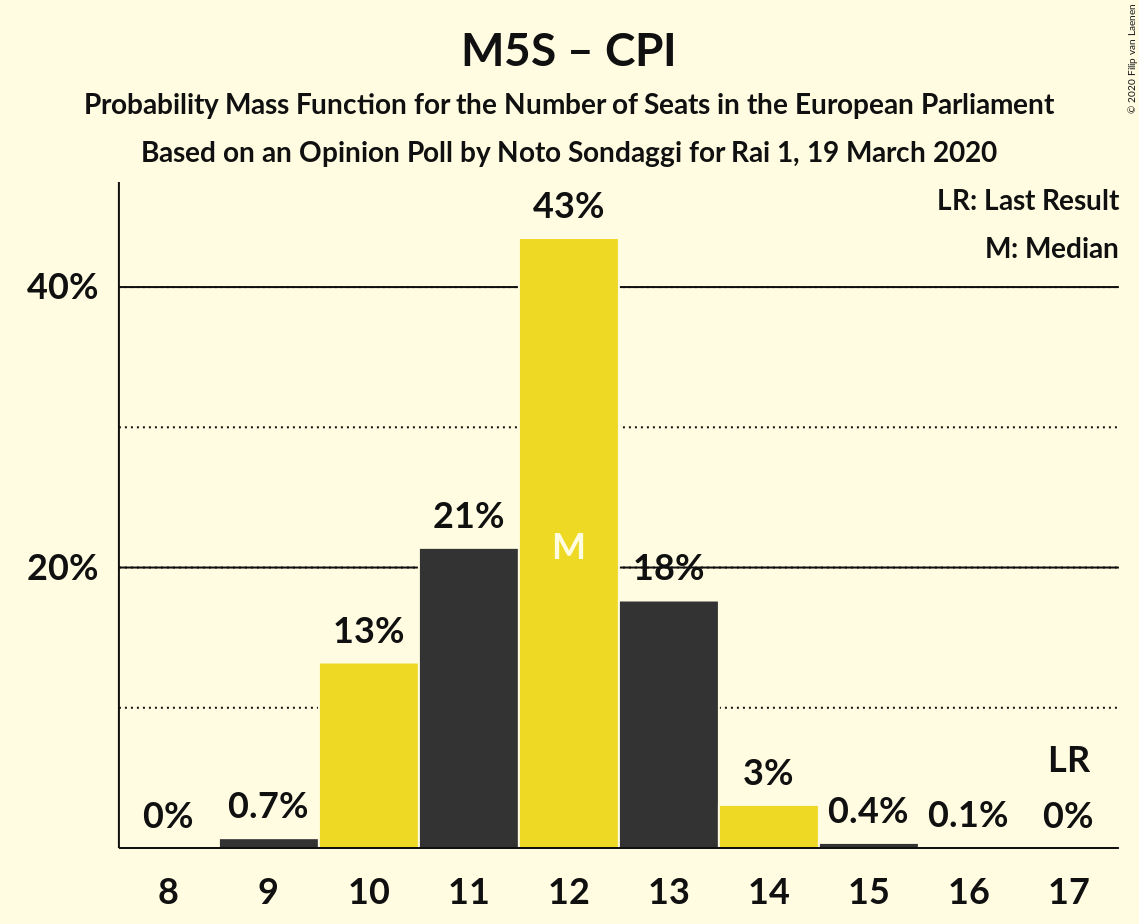 M5S – CPI
Probability Mass Function for the Number of Seats in the European Parliament
Based on an Opinion Poll by Noto Sondaggi for Rai 1, 19 March 2020
© 2020 Filip van Laenen
LR: Last Result
M: Median
43%
40%
21%
M
20%
18%
13%
LR
3%
0%
0.7%
0.4%
0.1%
0%
8 9 10 11 12 13 14 15 16 17